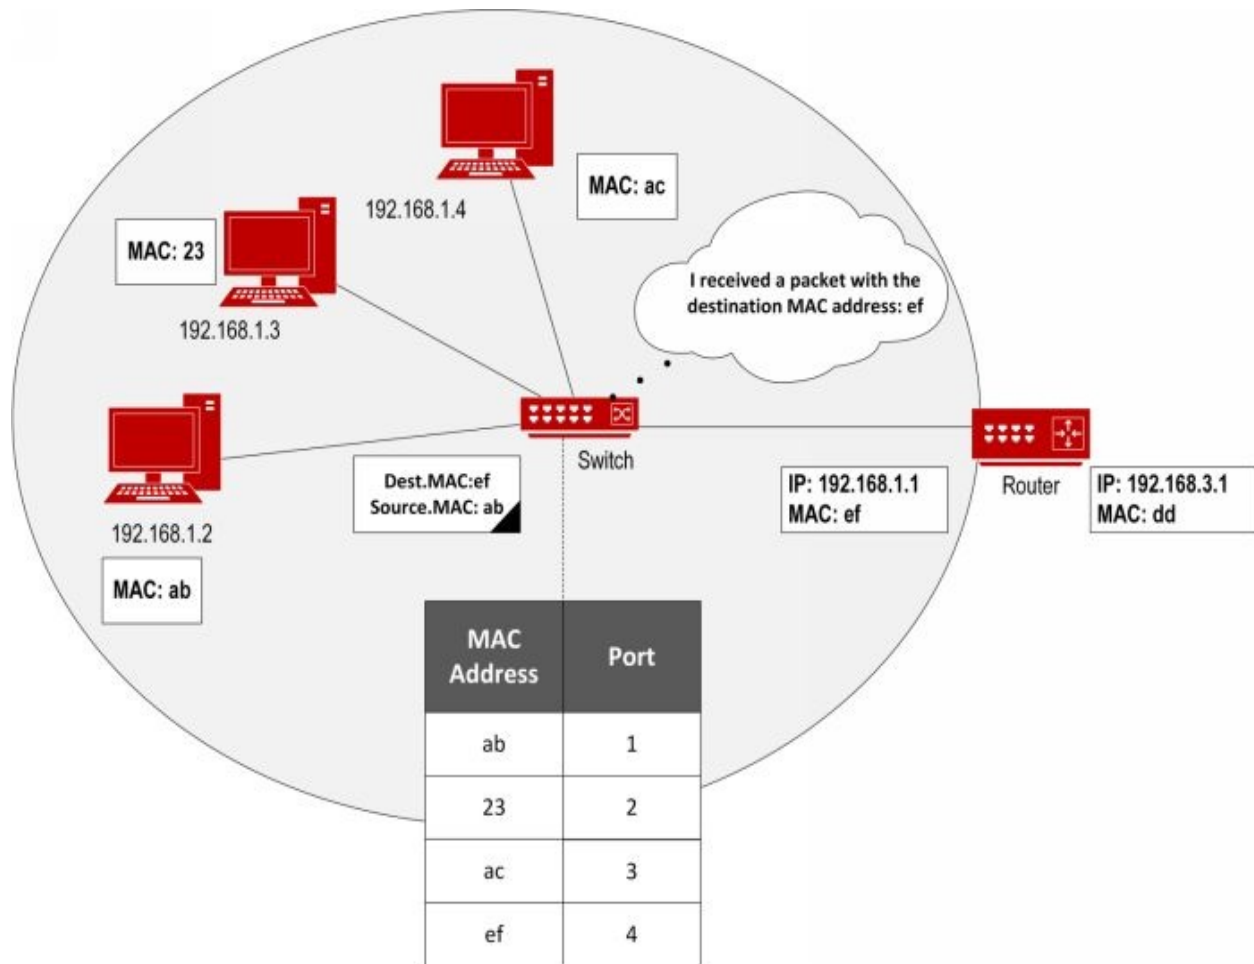 MAC: ac
192.168.1.4
MAC: 23
I received a packet with the
destination MAC address: ef
192.168.1.3
Switch
Dest.MAC:ef
Source.MAC: ab
IP: 192.168.1.1
MAC: ef
Router
IP: 192.168.3.1
MAC: dd
192.168.1.2
MAC: ab
MAC
Address
Port
ab 1
23 2
ac 3
ef 4